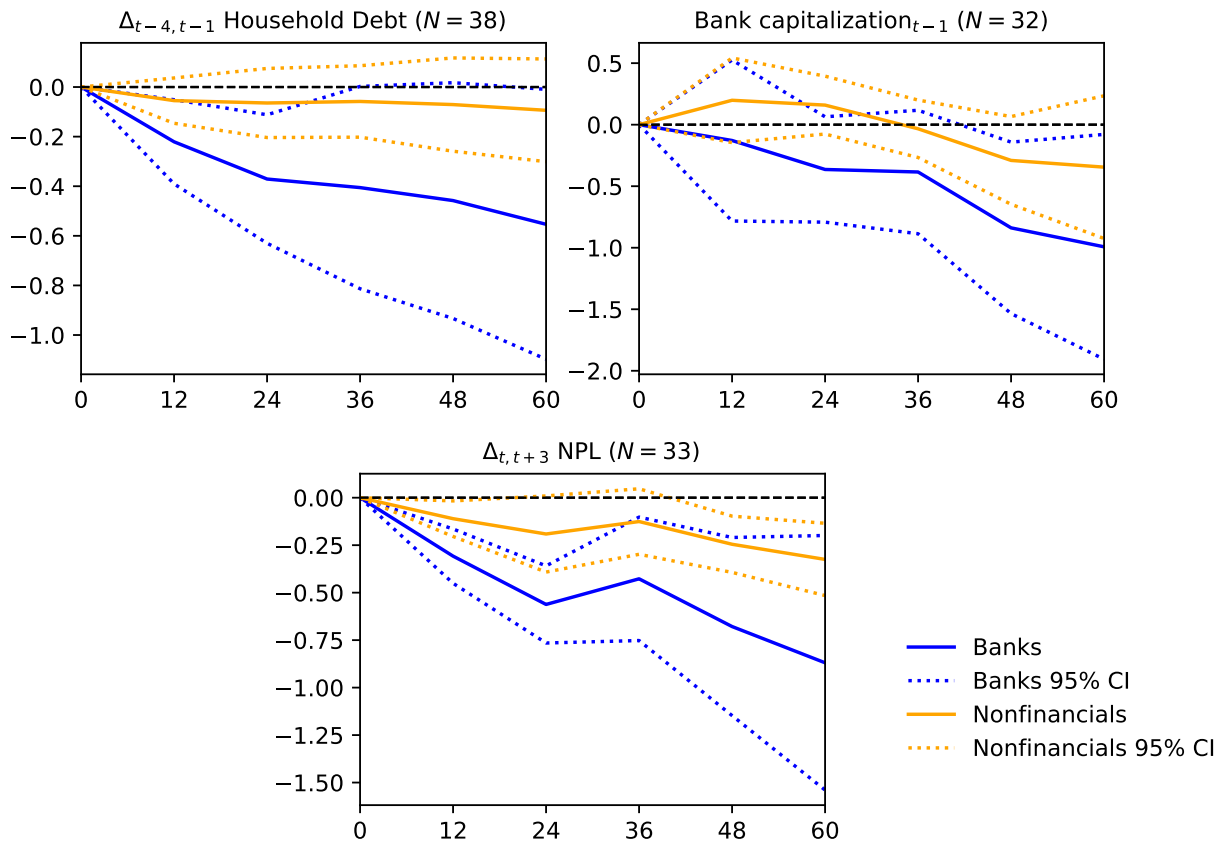 Δt−4, t−1 Household Debt (N = 38)
0.0
−0.2
−0.4
−0.6
−0.8
−1.0
0 12 24 36 48 60
Bank capitalizationt−1 (N = 32)
0.5
0.0
−0.5
−1.0
−1.5
−2.0
0 12 24 36 48 60
Δt, t+3 NPL (N = 33)
0.00
−0.25
−0.50
−0.75
−1.00
−1.25
−1.50
0 12 24 36 48 60
Banks
Banks 95% CI
Nonfinancials
Nonfinancials 95% CI